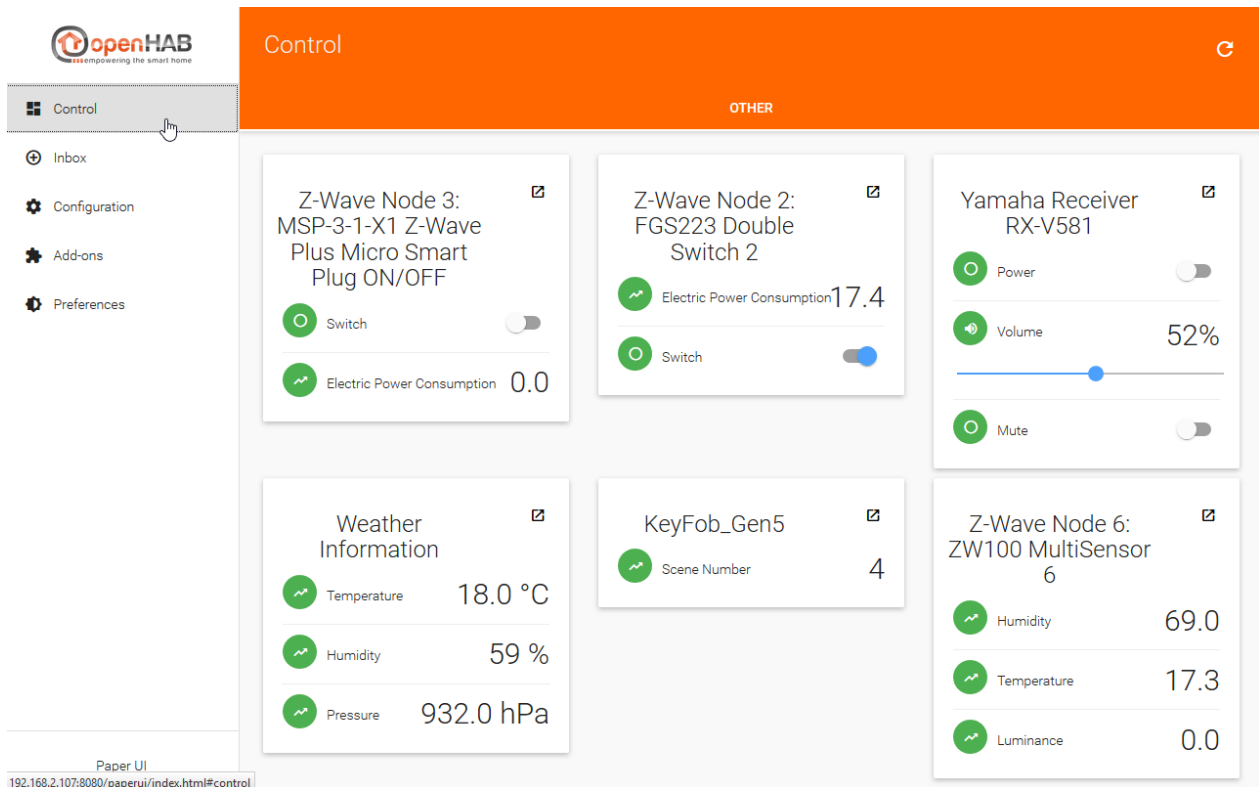 openHAB
empowering the smart home
Control
Inbox
Configuration
Add-ons
Preferences
Paper UI
192.168.2.107:8080/paperui/index.html#control
Control
OTHER
Z-Wave Node 3:
MSP-3-1-X1 Z-Wave
Plus Micro Smart
Plug ON/OFF
Switch
Electric Power Consumption 0.0
Z-Wave Node 2:
FGS223 Double
Switch 2
Electric Power Consumption 17.4
Switch
Yamaha Receiver
RX-V581
Power
Volume 52%
Mute
Weather
Information
Temperature 18.0 °C
Humidity 59 %
Pressure 932.0 hPa
KeyFob_Gen5
Scene Number 4
Z-Wave Node 6:
ZW100 MultiSensor
6
Humidity 69.0
Temperature 17.3
Luminance 0.0